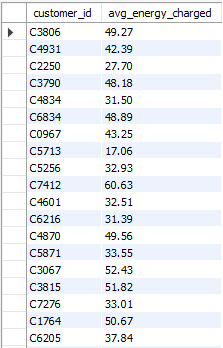 customer_id avg_energy_charged
C3806 49.27
C4931 42.39
C2250 27.70
C3790 48.18
C4834 31.50
C6834 48.89
C0967 43.25
C5713 17.06
C5256 32.93
C7412 60.63
C4601 32.51
C6216 31.39
C4870 49.56
C5871 33.55
C3067 52.43
C3815 51.82
C7276 33.01
C1764 50.67
C6205 37.84